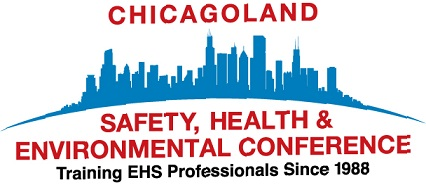 CHICAGOLAND
SAFETY, HEALTH &
ENVIRONMENTAL CONFERENCE
Training EHS Professionals Since 1988